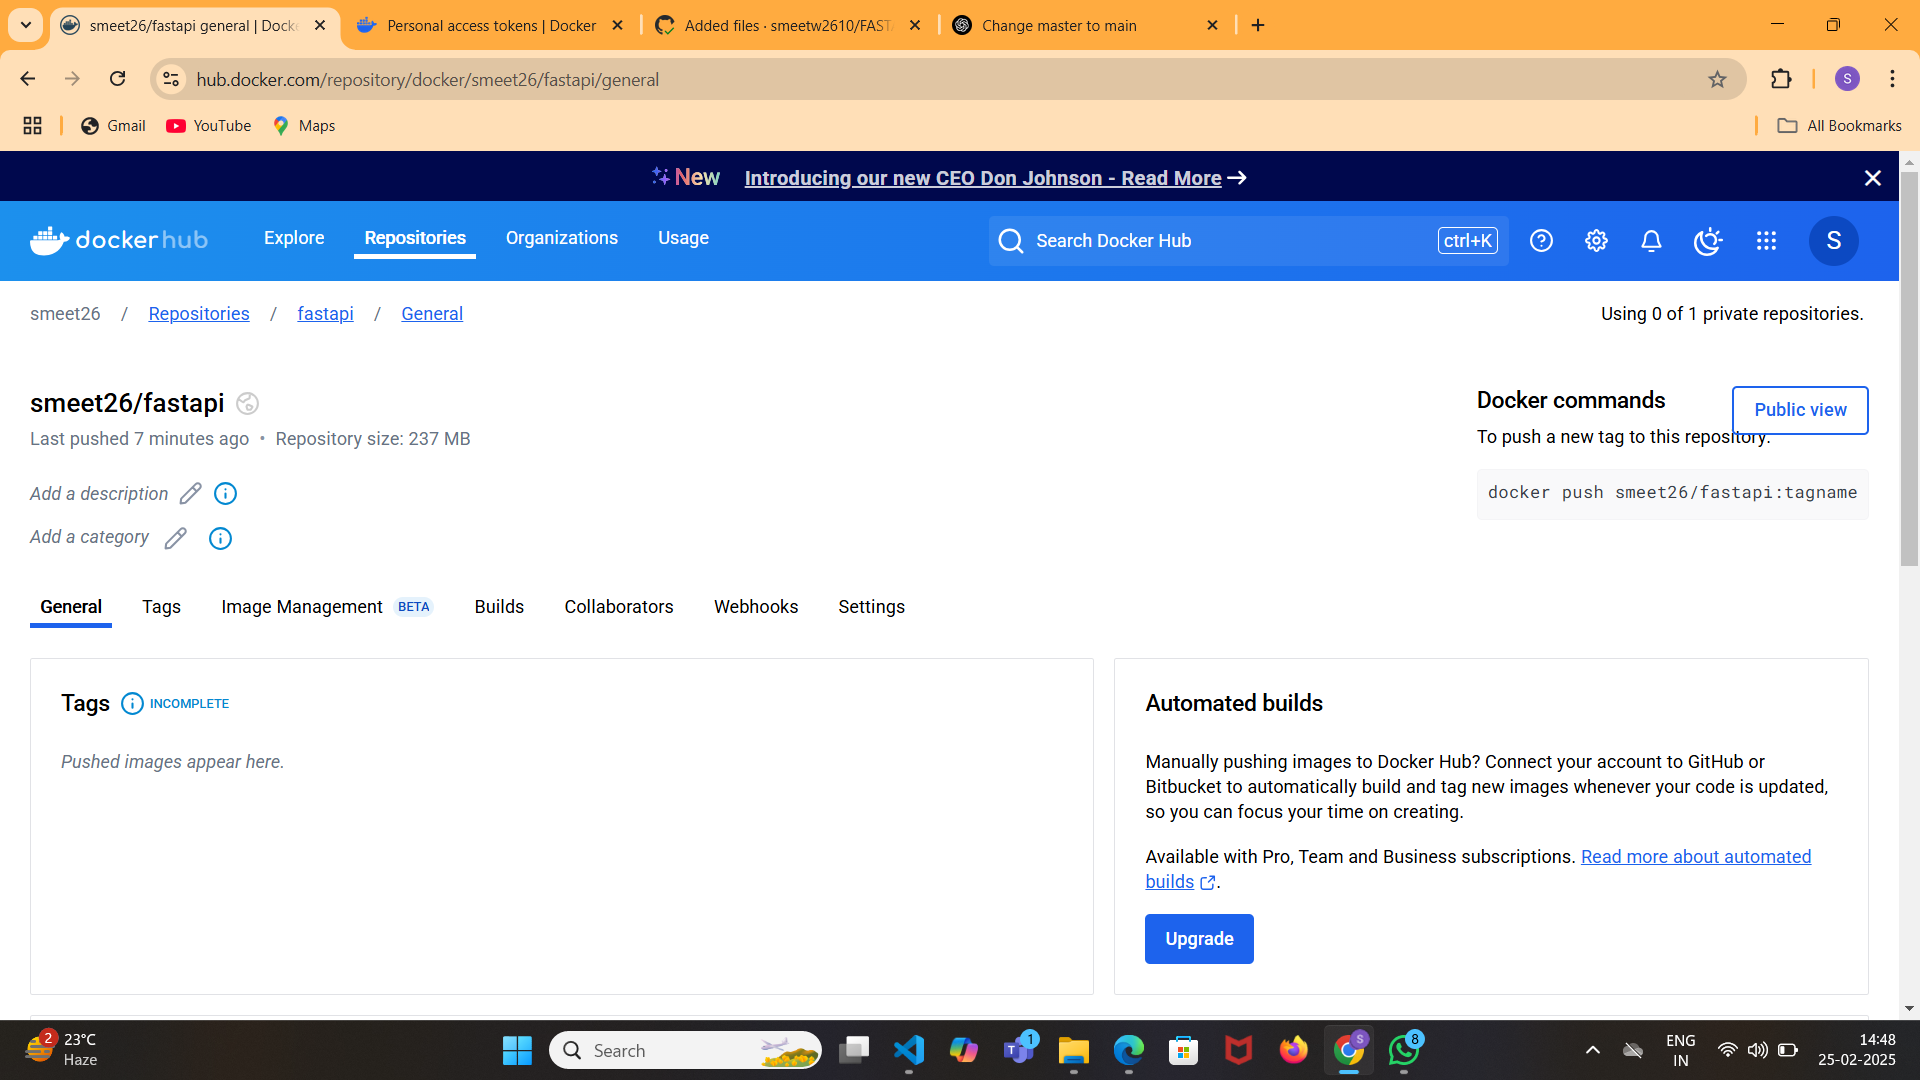 smeet26/fastapi general | Docke
Personal access tokens | Docker
Added files · smeetw2610/FAST
Change master to main
hub.docker.com/repository/docker/smeet26/fastapi/general
S
Gmail
YouTube
Maps
All Bookmarks
New
Introducing our new CEO Don Johnson - Read More →
dockerhub
Explore
Repositories
Organizations
Usage
Search Docker Hub
ctrl+K
S
smeet26 / Repositories / fastapi / General
Using 0 of 1 private repositories.
smeet26/fastapi
Last pushed 7 minutes ago • Repository size: 237 MB
Add a description
Add a category
Docker commands
Public view
To push a new tag to this repository:
docker push smeet26/fastapi:tagname
General
Tags
Image Management BETA
Builds
Collaborators
Webhooks
Settings
Tags INCOMPLETE
Pushed images appear here.
Automated builds
Manually pushing images to Docker Hub? Connect your account to GitHub or
Bitbucket to automatically build and tag new images whenever your code is updated,
so you can focus your time on creating.
Available with Pro, Team and Business subscriptions. Read more about automated
builds.
Upgrade
2
23°C
Haze
Search
1
S
8
ENG
IN
14:48
25-02-2025